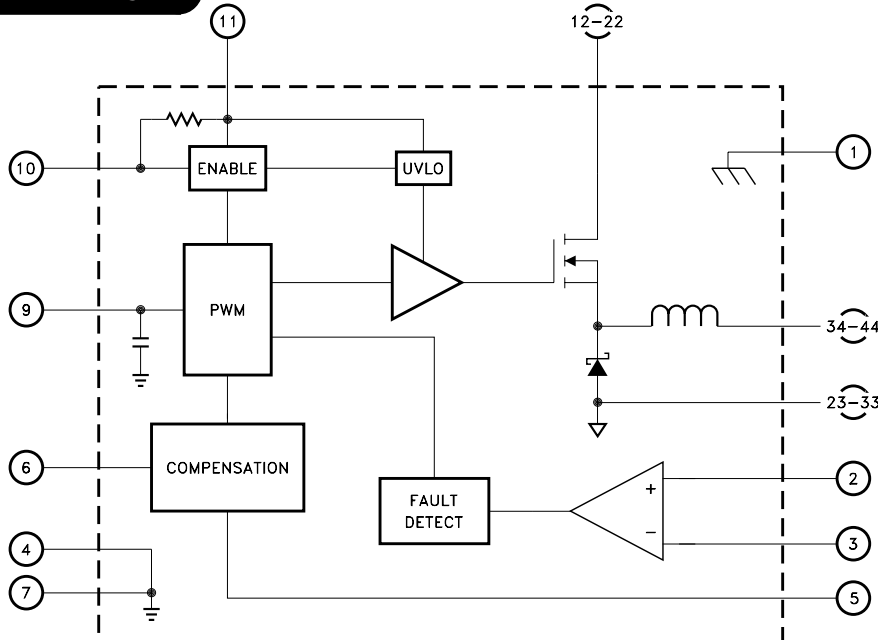 11
12-22
10
ENABLE
UVLO
1
9
PWM
34-44
23-33
6
COMPENSATION
FAULT
DETECT
+
-
2
3
4
7
5